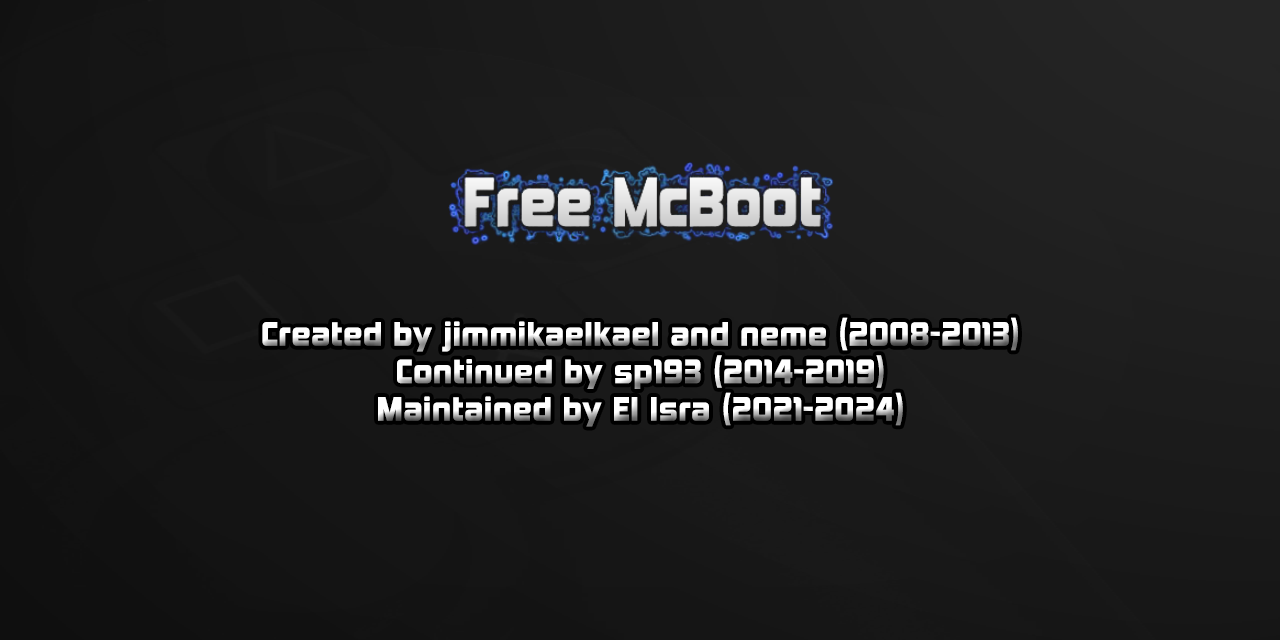 Free McBoot
Created by jimmikaelkael and neme (2008-2013)
Continued by sp193 (2014-2019)
Maintained by El Isra (2021-2024)